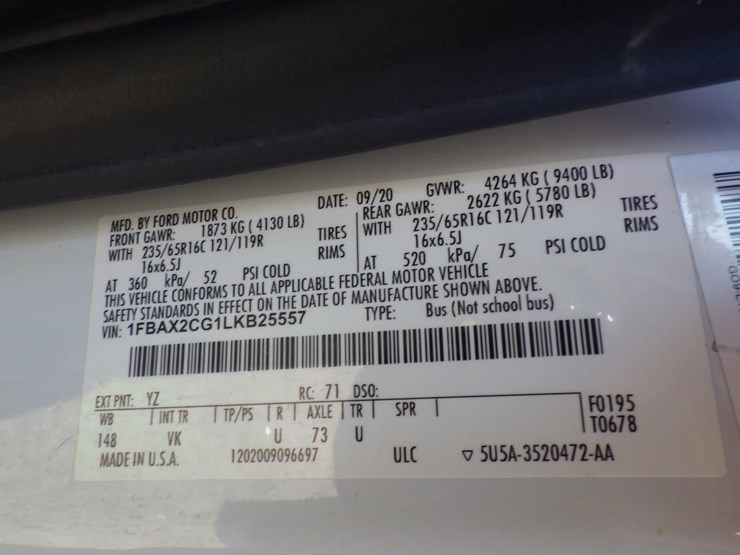 MFD. BY FORD MOTOR CO. DATE: 09/20 GVWR: 4264 KG ( 9400 LB)
FRONT GAWR: 1873 KG ( 4130 LB) REAR GAWR: 2622 KG ( 5780 LB)
WITH 235/65R16C 121/119R TIRES WITH 235/65R16C 121/119R TIRES
16x6.5J RIMS 16x6.5J RIMS
AT 360 kPa/ 52 PSI COLD AT 520 kPa/ 75 PSI COLD
THIS VEHICLE CONFORMS TO ALL APPLICABLE FEDERAL MOTOR VEHICLE
SAFETY STANDARDS IN EFFECT ON THE DATE OF MANUFACTURE SHOWN ABOVE.
VIN: 1FBAX2CG1LKB25557 TYPE: Bus (Not school bus)
EXT PNT: YZ RC: 71 DSO:
WB INT TR TP/PS R AXLE TR SPR F0195
148 VK U 73 U T0678
MADE IN U.S.A. 1202009096697 ULC 5U5A-3520472-AA